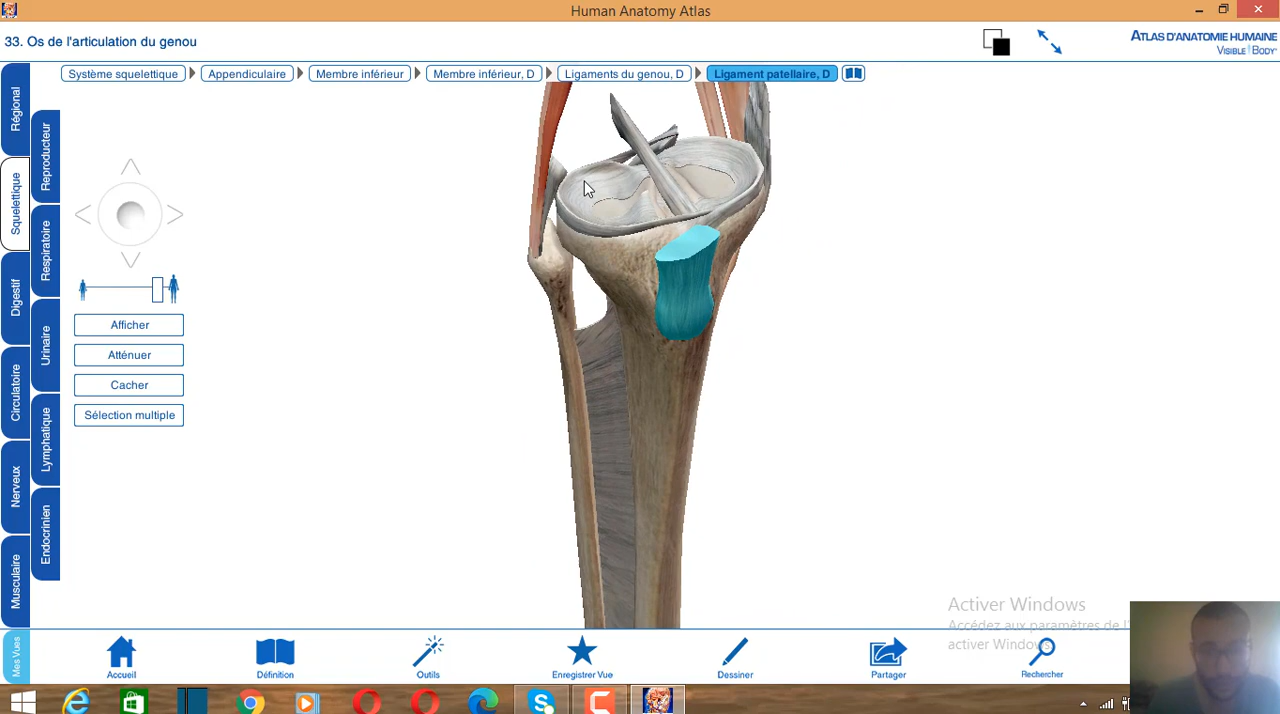 Human Anatomy Atlas
33. Os de l'articulation du genou
ATLAS D'ANATOMIE HUMAINE
VISIBLE BODY®
Système squelettique
Appendiculaire
Membre inférieur
Membre inférieur, D
Ligaments du genou, D
Ligament patellaire, D
Régional
Squelettique
Digestif
Circulatoire
Nerveux
Musculaire
Mes Vues
Reproducteur
Respiratoire
Urinaire
Lymphatique
Endocrinien
Afficher
Atténuer
Cacher
Sélection multiple
Activer Windows
Accédez aux paramètres de l'
activer Windows
Accueil
Définition
Outils
Enregistrer Vue
Dessiner
Partager
Rechercher